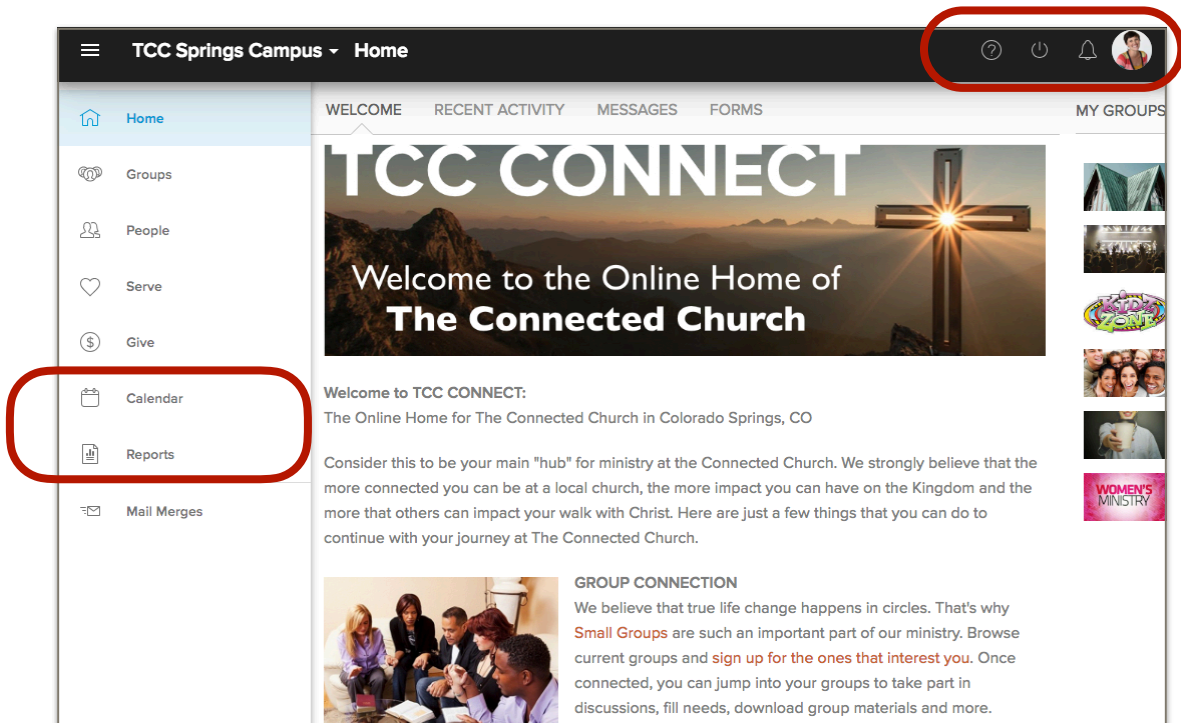 TCC Springs Campus Home
Home
Groups
People
Serve
Give
Calendar
Reports
Mail Merges
WELCOME RECENT ACTIVITY MESSAGES FORMS
TCC CONNECT
Welcome to the Online Home of
The Connected Church
Welcome to TCC CONNECT:
The Online Home for The Connected Church in Colorado Springs, CO
Consider this to be your main "hub" for ministry at the Connected Church. We strongly believe that the
more connected you can be at a local church, the more impact you can have on the Kingdom and the
more that others can impact your walk with Christ. Here are just a few things that you can do to
continue with your journey at The Connected Church.
GROUP CONNECTION
We believe that true life change happens in circles. That's why
Small Groups are such an important part of our ministry. Browse
current groups and sign up for the ones that interest you. Once
connected, you can jump into your groups to take part in
discussions, fill needs, download group materials and more.
MY GROUPS
KIDZ
ZONE
WOMEN'S
MINISTRY